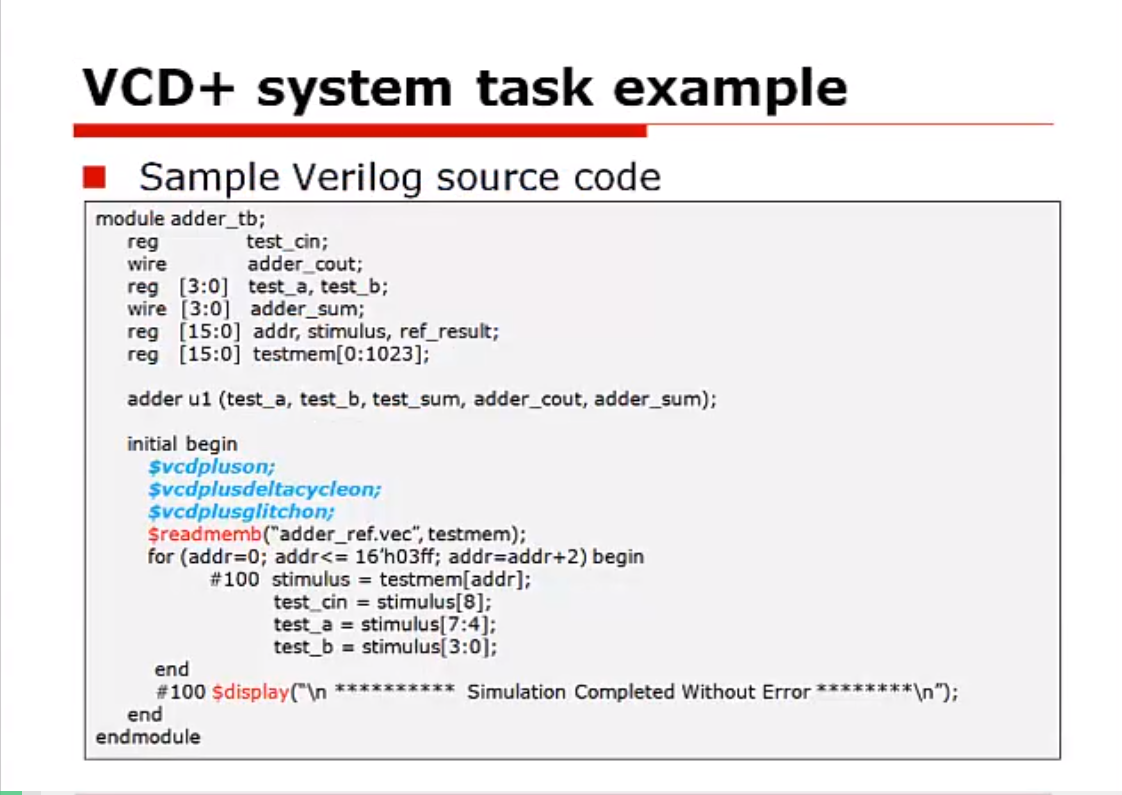 VCD+ system task example
Sample Verilog source code
module adder_tb;
reg test_cin;
wire adder_cout;
reg [3:0] test_a, test_b;
wire [3:0] adder_sum;
reg [15:0] addr, stimulus, ref_result;
reg [15:0] testmem[0:1023];
adder u1 (test_a, test_b, test_sum, adder_cout, adder_sum);
initial begin
$vcdpluson;
$vcdplusdeltacycleon;
$vcdplusglitchon;
$readmemb("adder_ref.vec", testmem);
for (addr=0; addr<= 16'h03ff; addr=addr+2) begin
#100 stimulus = testmem[addr];
test_cin = stimulus[8];
test_a = stimulus[7:4];
test_b = stimulus[3:0];
end
#100 $display("\n ********** Simulation Completed Without Error ********\n");
end
endmodule